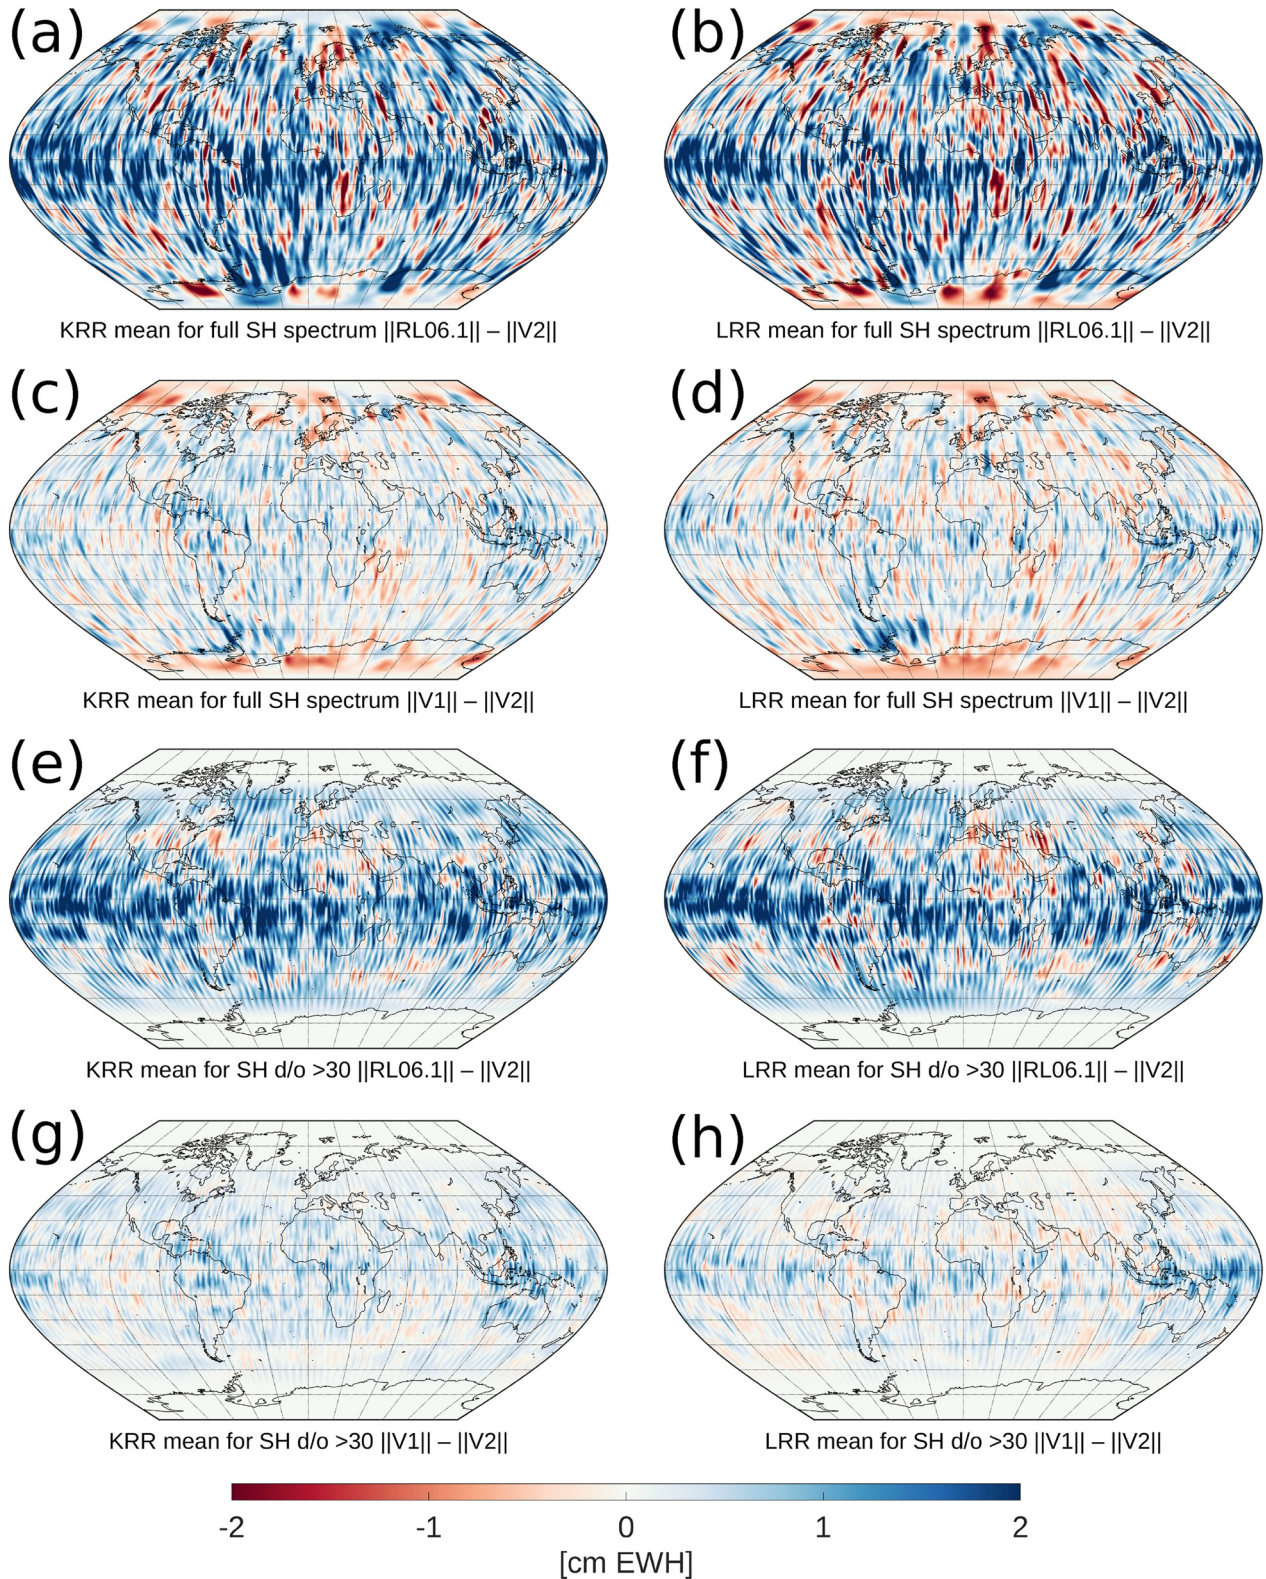 (a)
(b)
KRR mean for full SH spectrum ||RL06.1|| – ||V2||
LRR mean for full SH spectrum ||RL06.1|| – ||V2||
(c)
(d)
KRR mean for full SH spectrum ||V1|| – ||V2||
LRR mean for full SH spectrum ||V1|| – ||V2||
(e)
(f)
KRR mean for SH d/o >30 ||RL06.1|| – ||V2||
LRR mean for SH d/o >30 ||RL06.1|| – ||V2||
(g)
(h)
KRR mean for SH d/o >30 ||V1|| – ||V2||
LRR mean for SH d/o >30 ||V1|| – ||V2||
-2 -1 0 1 2
[cm EWH]